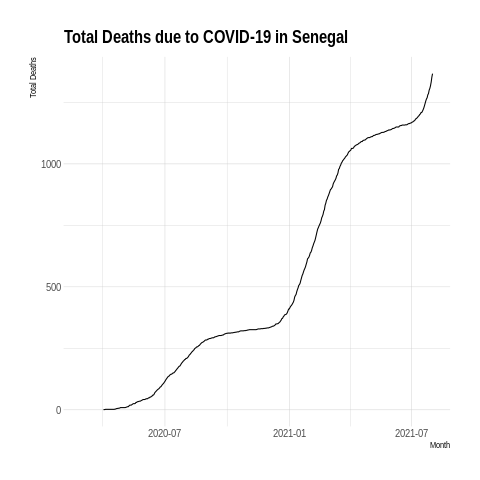 Total Deaths due to COVID-19 in Senegal
Total Deaths
1000
500
0
2020-07 2021-01 2021-07
Month